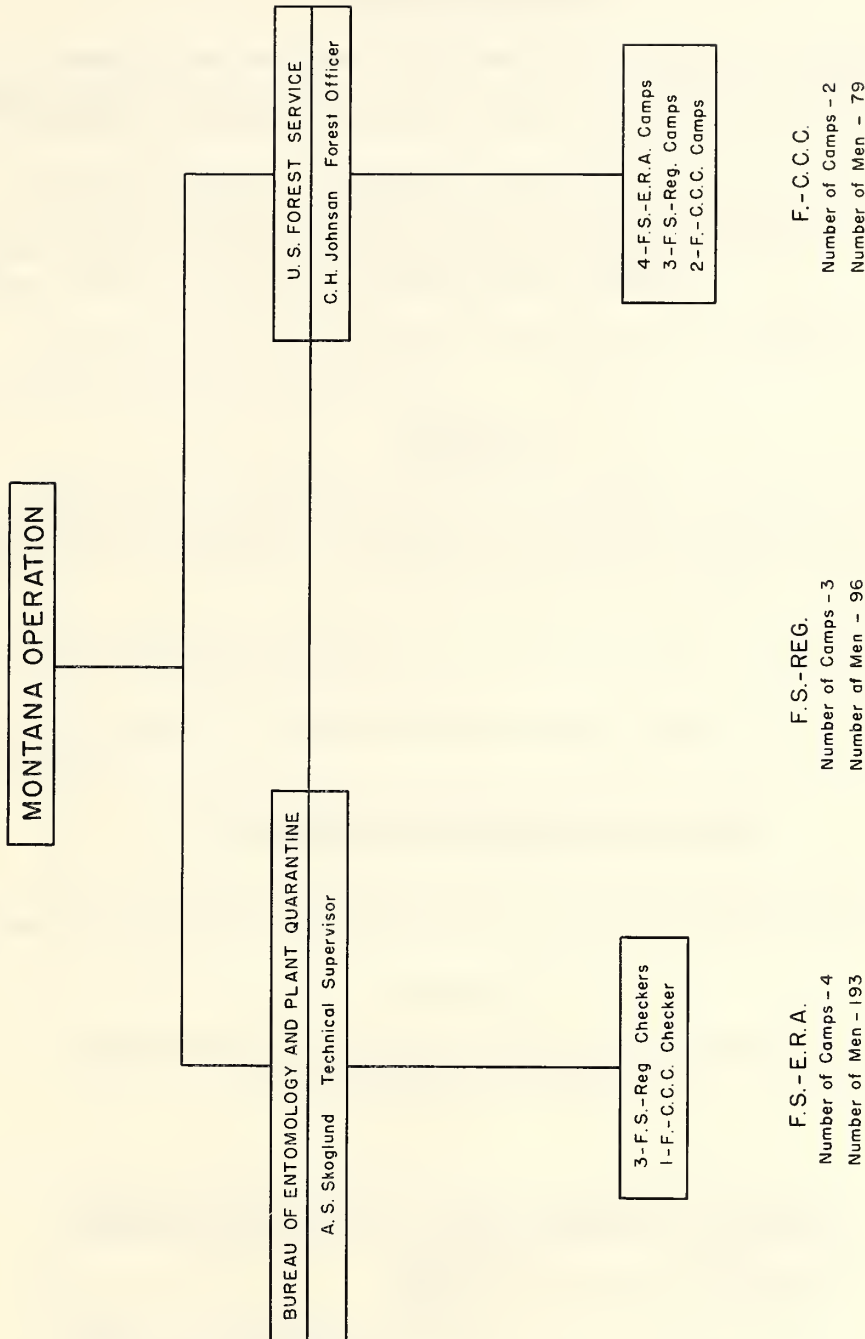 MONTANA OPERATION
BUREAU OF ENTOMOLOGY AND PLANT QUARANTINE
A. S. Skoglund Technical Supervisor
U. S. FOREST SERVICE
C. H. Johnsan Forest Officer
3-F.S.-Reg Checkers
1-F.-C.C.C. Checker
4-F.S.-E.R.A. Camps
3-F.S.-Reg. Camps
2-F.-C.C.C. Camps
F.S.-E.R.A.
Number of Camps - 4
Number of Men - 193
F.S.-REG.
Number of Camps - 3
Number af Men - 96
F.-C.C.C.
Number of Camps - 2
Number of Men - 79